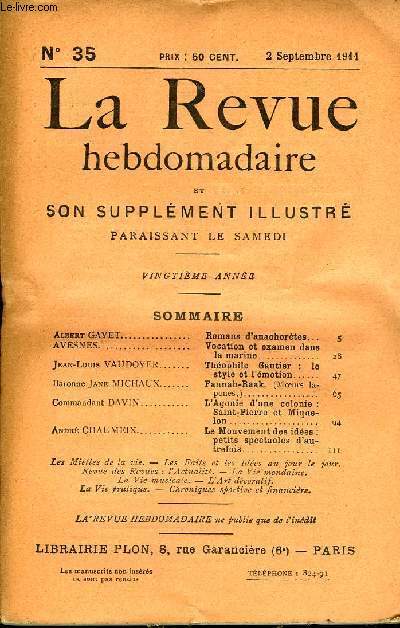 Le-livre.com
N° 35
PRIX : 50 CENT.
2 Septembre 1911
La Revue
hebdomadaire
ET
SON SUPPLÉMENT ILLUSTRÉ
PARAISSANT LE SAMEDI
VINGTIÈME ANNÉE
SOMMAIRE
ALBERT GAYET............... Romans d'anachorètes... 5
AVESNES.................... Vocation et examen dans
la marine............... 28
JEAN-LOUIS VAUDOYER....... Théophile Gautier : le
style et l'émotion..... 47
Baronne JANE MICHAUX....... Fannah-Raak. (Mœurs la-
pones.)............... 65
Commandant DAVIN.......... L'Agonie d'une colonie :
Saint-Pierre et Mique-
lon................... 94
ANDRÉ CHAUMEIX........... Le Mouvement des idées :
petits spectacles d'au-
trefois................ 111
Les Miettes de la vie. — Les Faits et les idées au jour le jour.
Revue des Revues : l'Actualité. — La Vie mondaine.
La Vie musicale. — L'Art décoratif.
La Vie pratique. — Chroniques sportive et financière.
LA REVUE HEBDOMADAIRE ne publie que de l'inédit
LIBRAIRIE PLON, 8, rue Garancière (6e) — PARIS
Les manuscrits non insérés
ne sont pas rendus
TÉLÉPHONE : 824-91